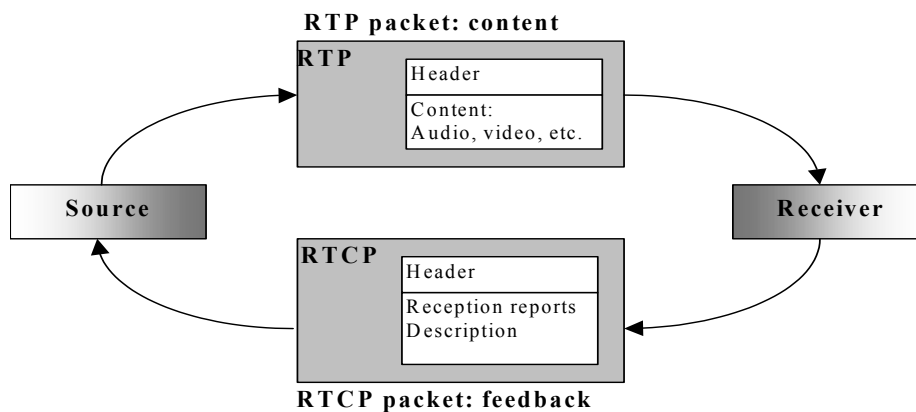 RTP packet: content
RTP
Header
Content:
Audio, video, etc.
Source
Receiver
RTCP
Header
Reception reports
Description
RTCP packet: feedback